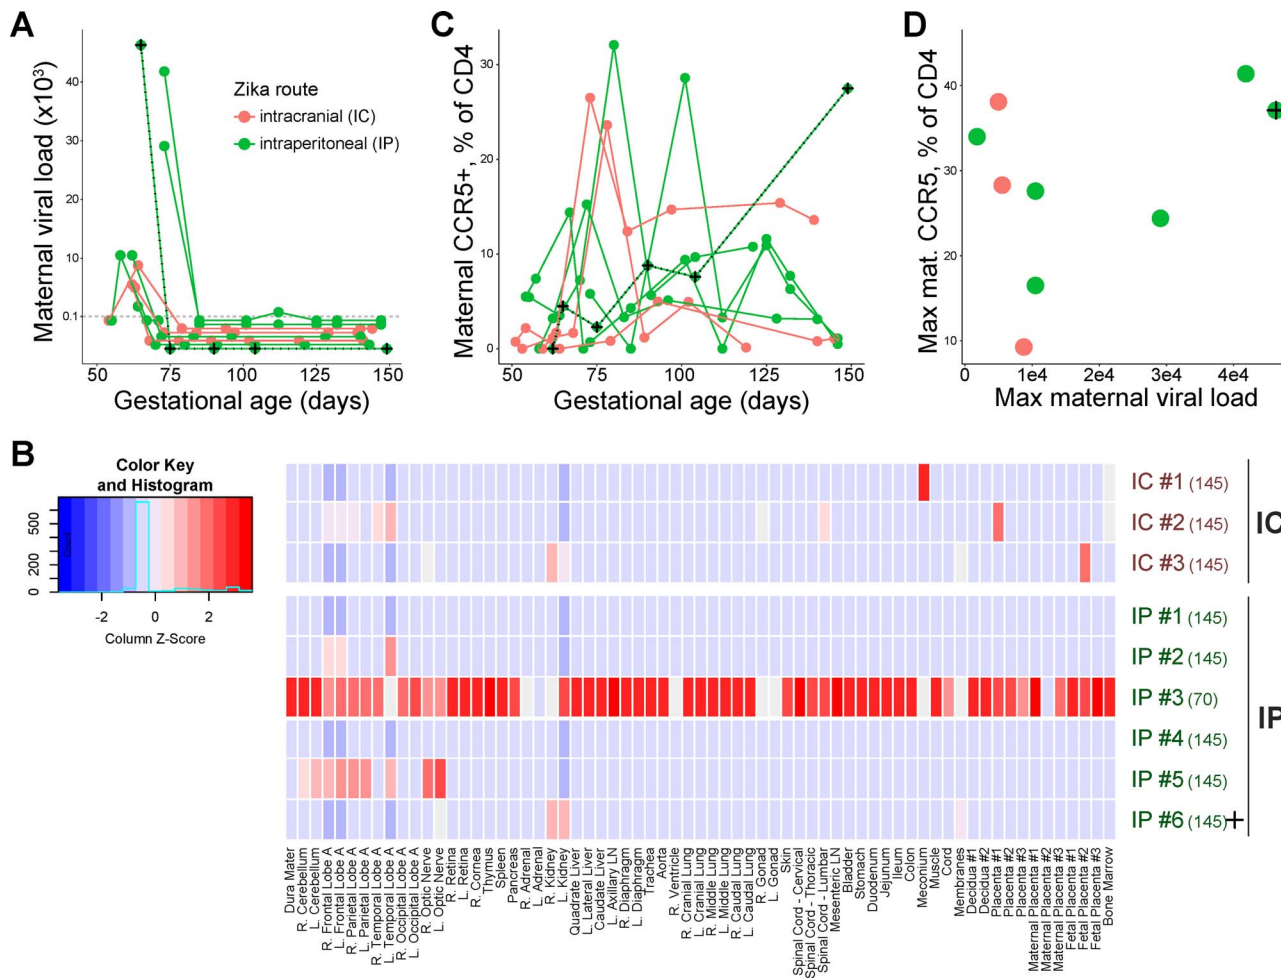 A
Maternal viral load (x10³)
40
30
20
10
0.1
50
75
100
125
150
Gestational age (days)
Zika route
intracranial (IC)
intraperitoneal (IP)
C
Maternal CCR5+, % of CD4
30
20
10
0
50
75
100
125
150
Gestational age (days)
D
Max mat. CCR5, % of CD4
40
30
20
10
0
1e4
2e4
3e4
4e4
Max maternal viral load
B
Color Key
and Histogram
0 200 500
Count
-2 0 2
Column Z-Score
IC #1 (145)
IC #2 (145)
IC #3 (145)
IC
IP #1 (145)
IP #2 (145)
IP #3 (70)
IP #4 (145)
IP #5 (145)
IP #6 (145)+
IP
Dura Mater
R. Cerebellum
L. Cerebellum
R. Frontal Lobe A
L. Frontal Lobe A
R. Parietal Lobe A
L. Parietal Lobe A
R. Temporal Lobe A
L. Temporal Lobe A
R. Occipital Lobe A
L. Occipital Lobe A
R. Optic Nerve
L. Optic Nerve
R. Retina
L. Retina
R. Cornea
Thymus
Spleen
Pancreas
R. Adrenal
L. Adrenal
R. Kidney
L. Kidney
Quadrate Liver
L. Lateral Liver
Caudate Liver
L. Axillary LN
R. Diaphragm
L. Diaphragm
Trachea
Aorta
R. Ventricle
R. Cranial Lung
L. Cranial Lung
R. Middle Lung
L. Middle Lung
R. Caudal Lung
L. Caudal Lung
R. Gonad
L. Gonad
Skin
Spinal Cord - Cervical
Spinal Cord - Thoracic
Spinal Cord - Lumbar
Mesenteric LN
Bladder
Stomach
Duodenum
Jejunum
Ileum
Colon
Meconium
Muscle
Cord
Membranes
Decidua #1
Decidua #2
Placenta #1
Placenta #2
Placenta #3
Maternal Placenta #1
Maternal Placenta #2
Maternal Placenta #3
Fetal Placenta #1
Fetal Placenta #2
Fetal Placenta #3
Bone Marrow